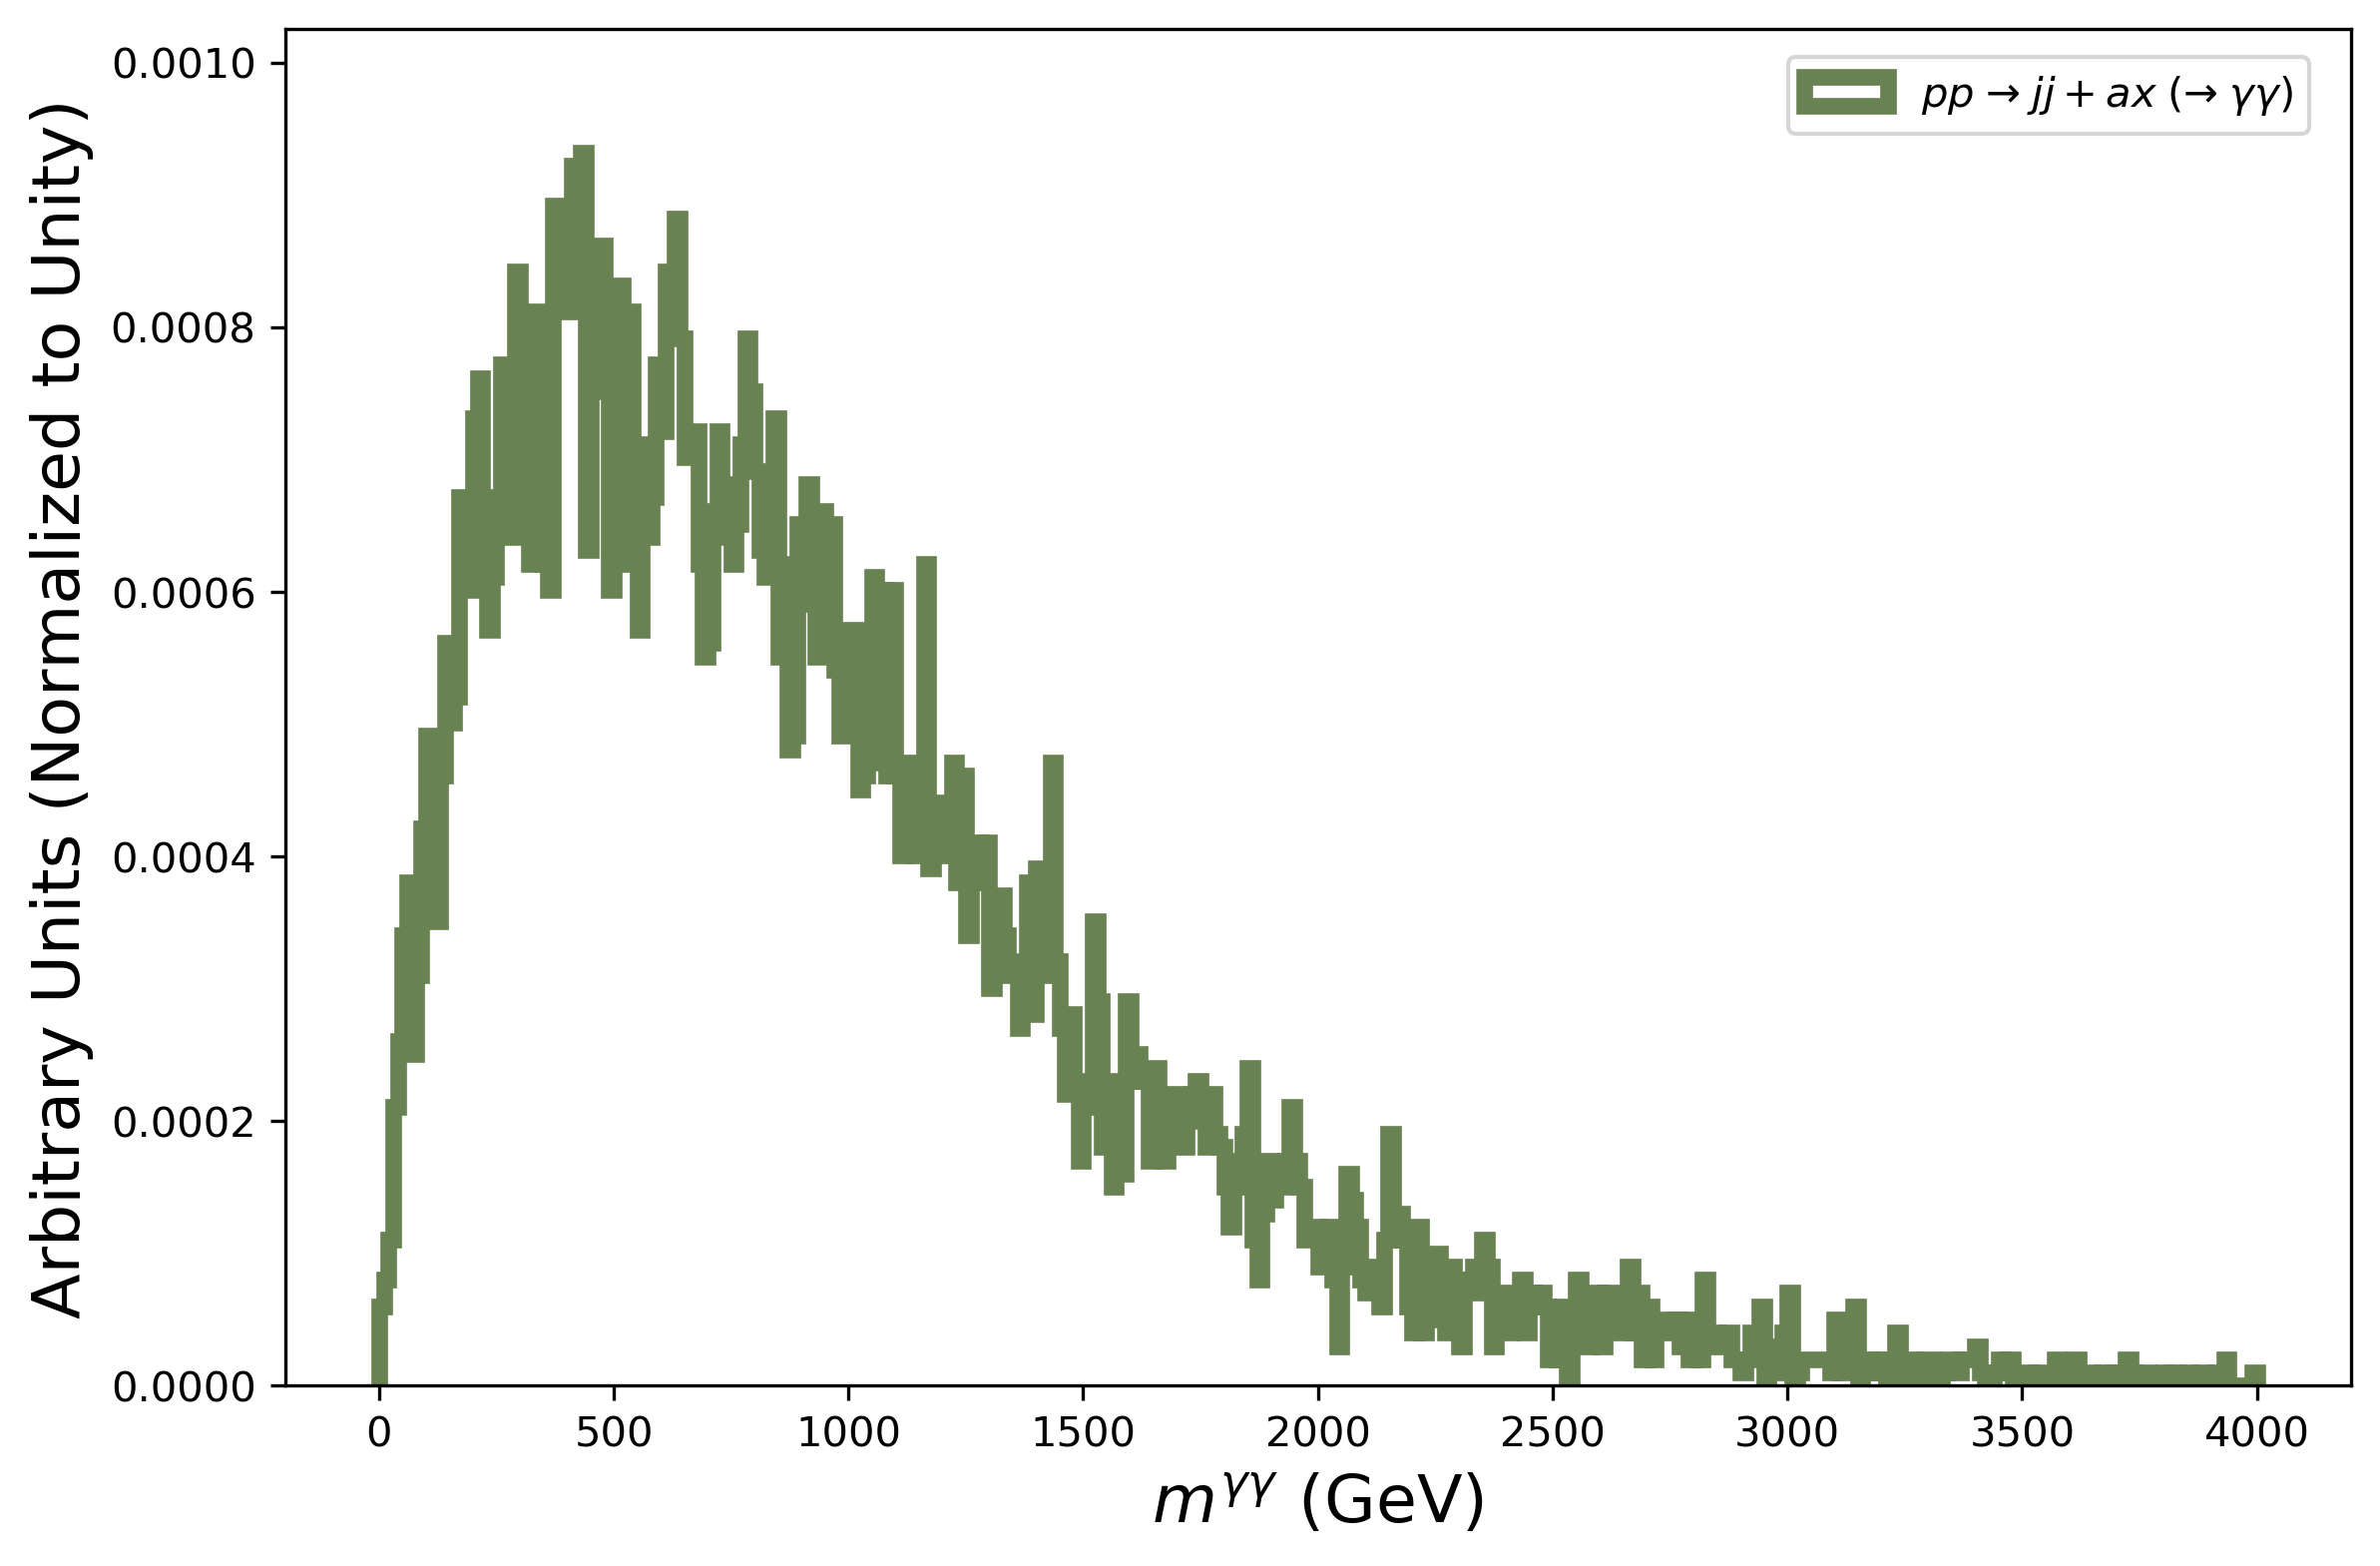 Arbitrary Units (Normalized to Unity)
0.0010
0.0008
0.0006
0.0004
0.0002
0.0000
pp → jj + ax (→ γγ)
0 500 1000 1500 2000 2500 3000 3500 4000
m^γγ (GeV)